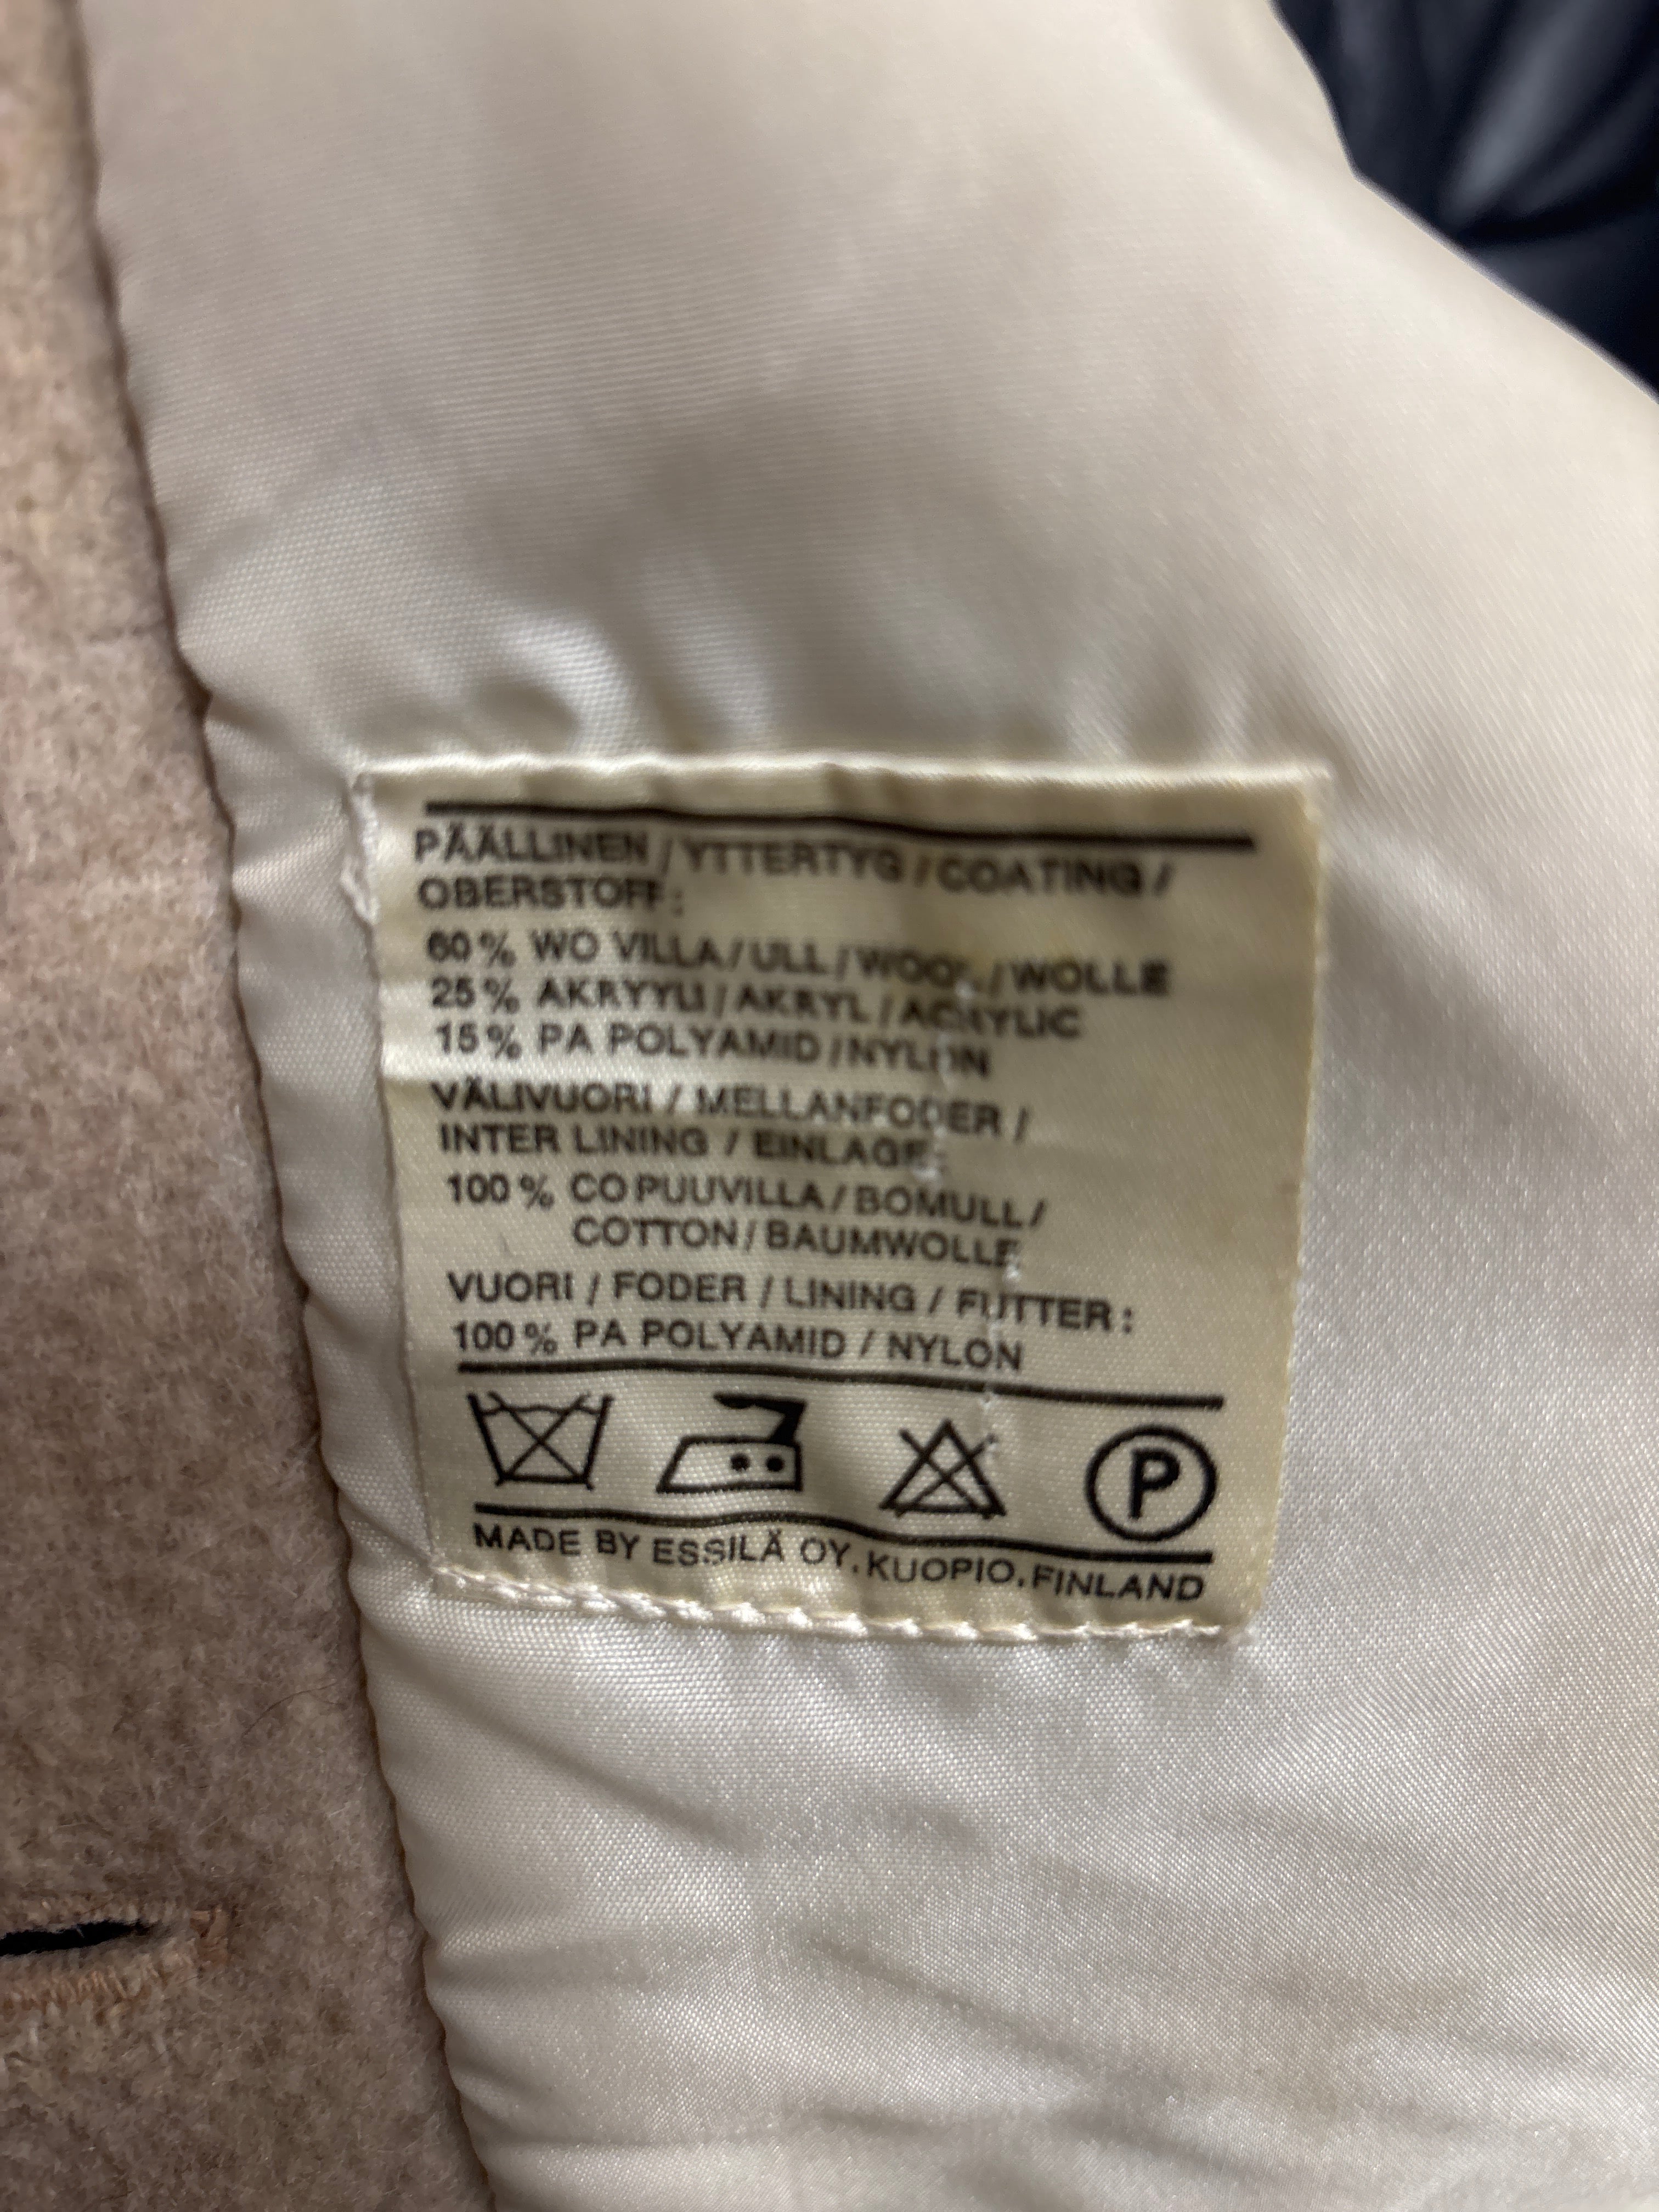 PÄÄLLINEN / YTTERTYG / COATING /
OBERSTOFF:
60% WO VILLA / ULL / WOOL / WOLLE
25% AKRYYLI / AKRYL / ACRYLIC
15% PA POLYAMID / NYLON
VÄLIVUORI / MELLANFODER /
INTER LINING / EINLAGE:
100% CO PUUVILLA / BOMULL /
COTTON / BAUMWOLLE
VUORI / FODER / LINING / FUTTER:
100% PA POLYAMID / NYLON
P
MADE BY ESSILÄ OY. KUOPIO. FINLAND